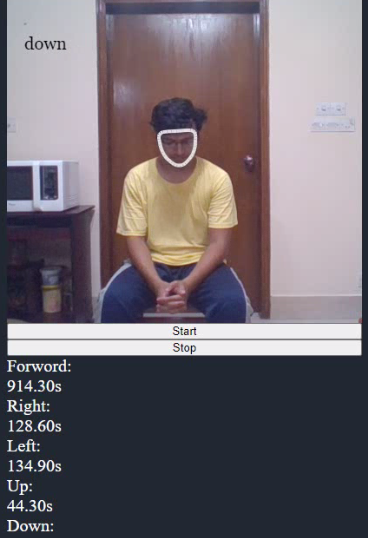 down
Start
Stop
Forword:
914.30s
Right:
128.60s
Left:
134.90s
Up:
44.30s
Down: